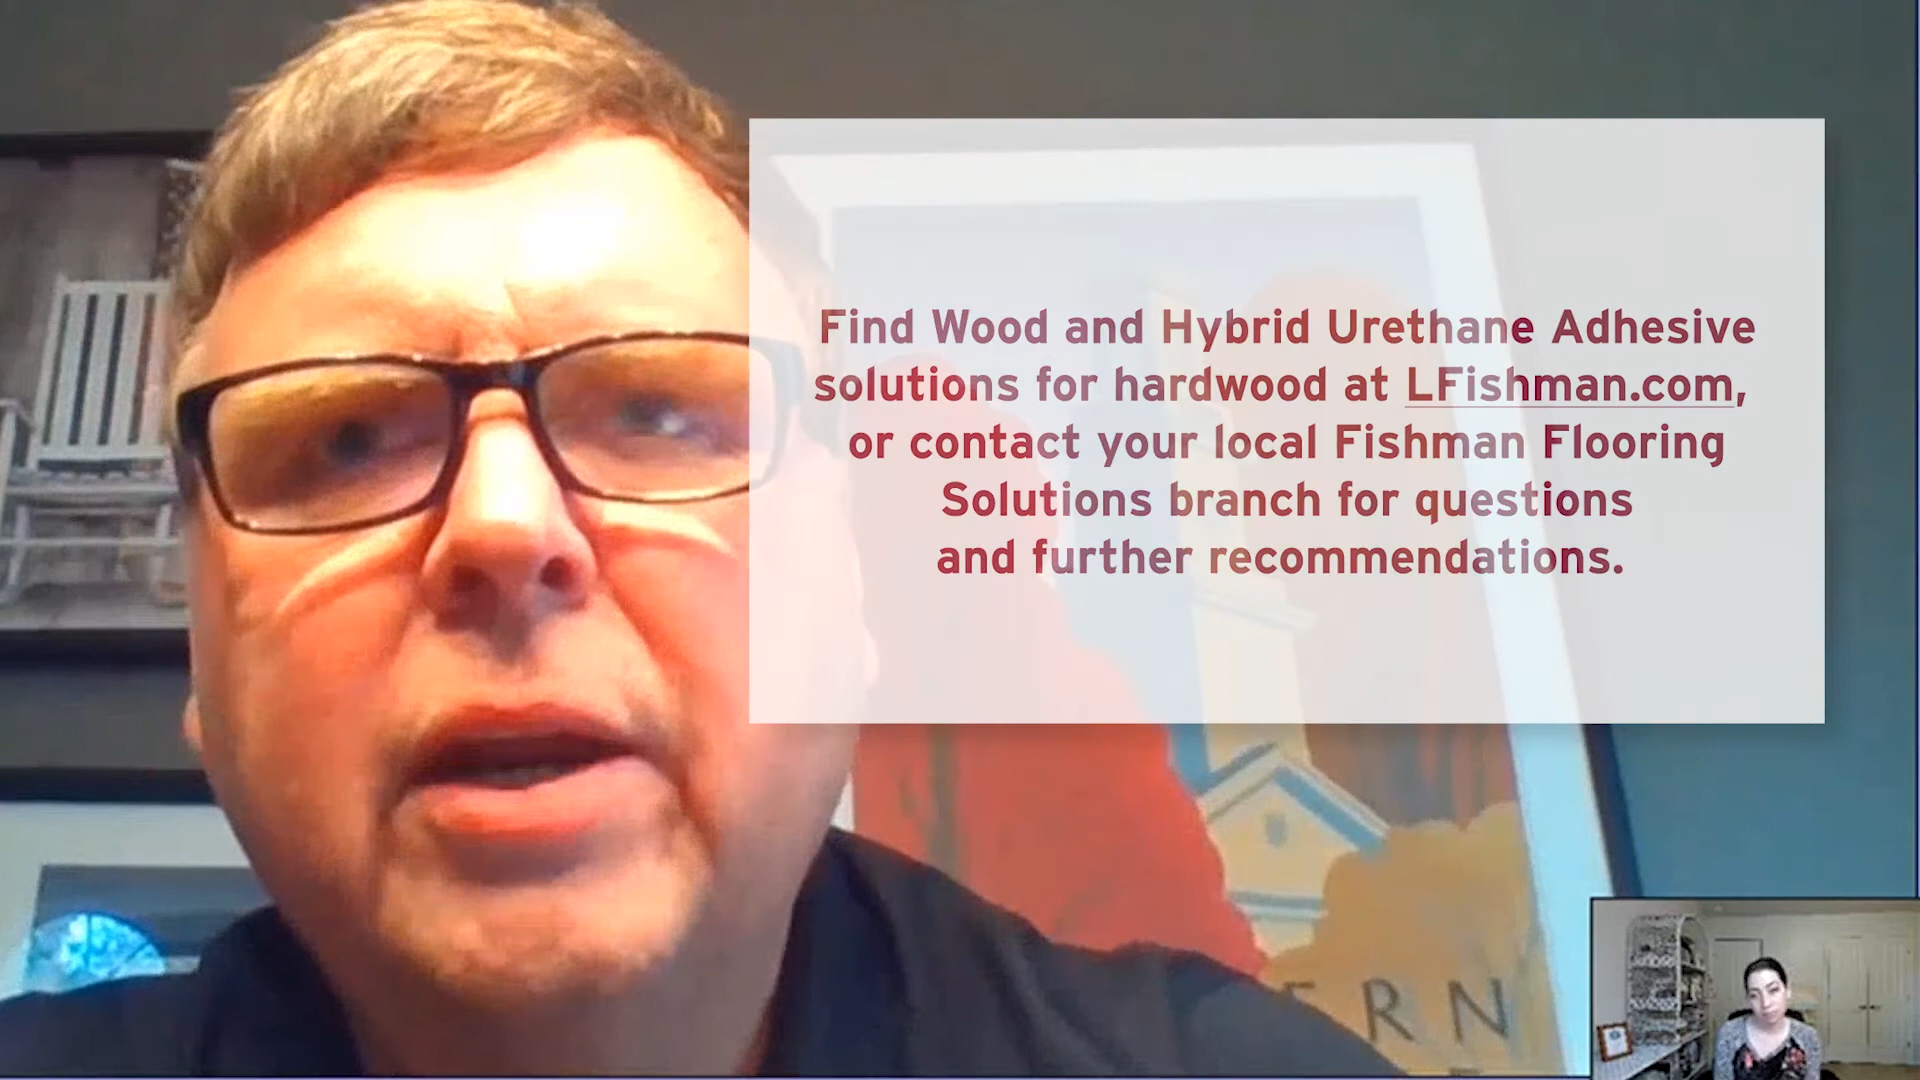 Find Wood and Hybrid Urethane Adhesive
solutions for hardwood at LFishman.com,
or contact your local Fishman Flooring
Solutions branch for questions
and further recommendations.
ERN